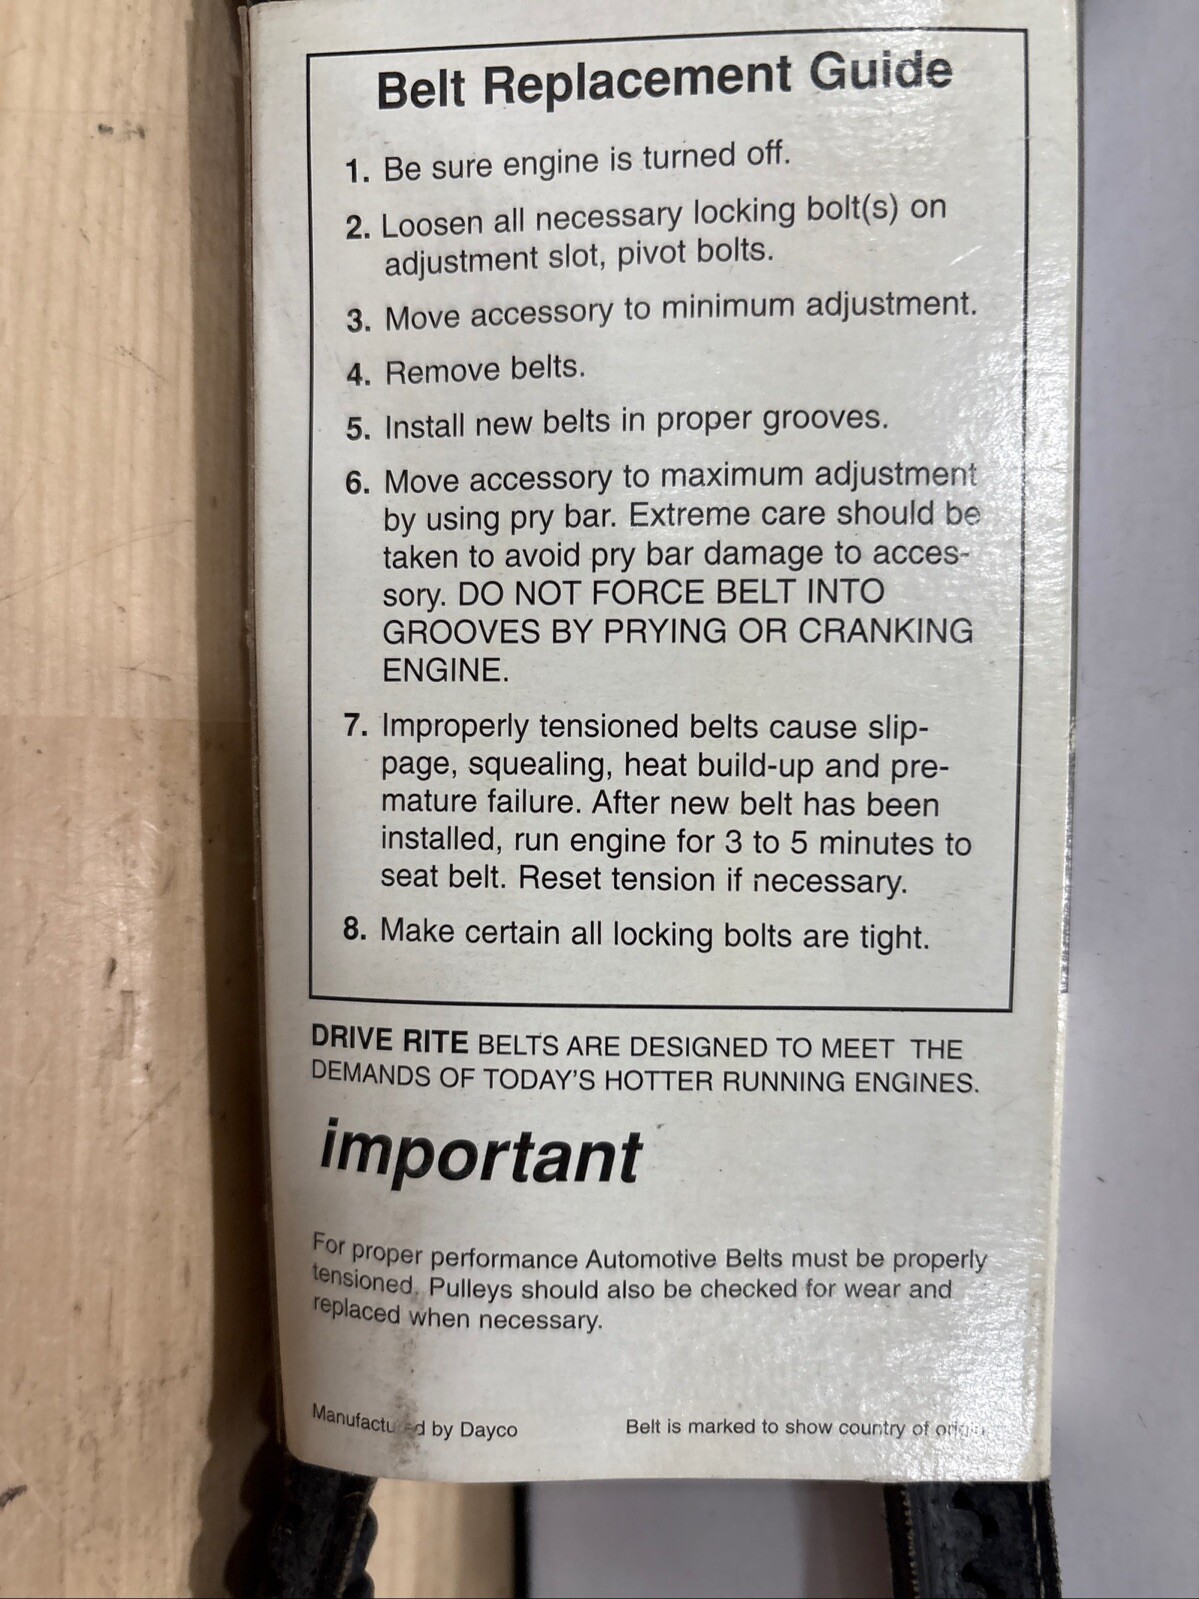 Belt Replacement Guide
1. Be sure engine is turned off.
2. Loosen all necessary locking bolt(s) on
adjustment slot, pivot bolts.
3. Move accessory to minimum adjustment.
4. Remove belts.
5. Install new belts in proper grooves.
6. Move accessory to maximum adjustment
by using pry bar. Extreme care should be
taken to avoid pry bar damage to acces-
sory. DO NOT FORCE BELT INTO
GROOVES BY PRYING OR CRANKING
ENGINE.
7. Improperly tensioned belts cause slip-
page, squealing, heat build-up and pre-
mature failure. After new belt has been
installed, run engine for 3 to 5 minutes to
seat belt. Reset tension if necessary.
8. Make certain all locking bolts are tight.
DRIVE RITE BELTS ARE DESIGNED TO MEET THE
DEMANDS OF TODAY'S HOTTER RUNNING ENGINES.
important
For proper performance Automotive Belts must be properly
tensioned. Pulleys should also be checked for wear and
replaced when necessary.
Manufactured by Dayco
Belt is marked to show country of origin.